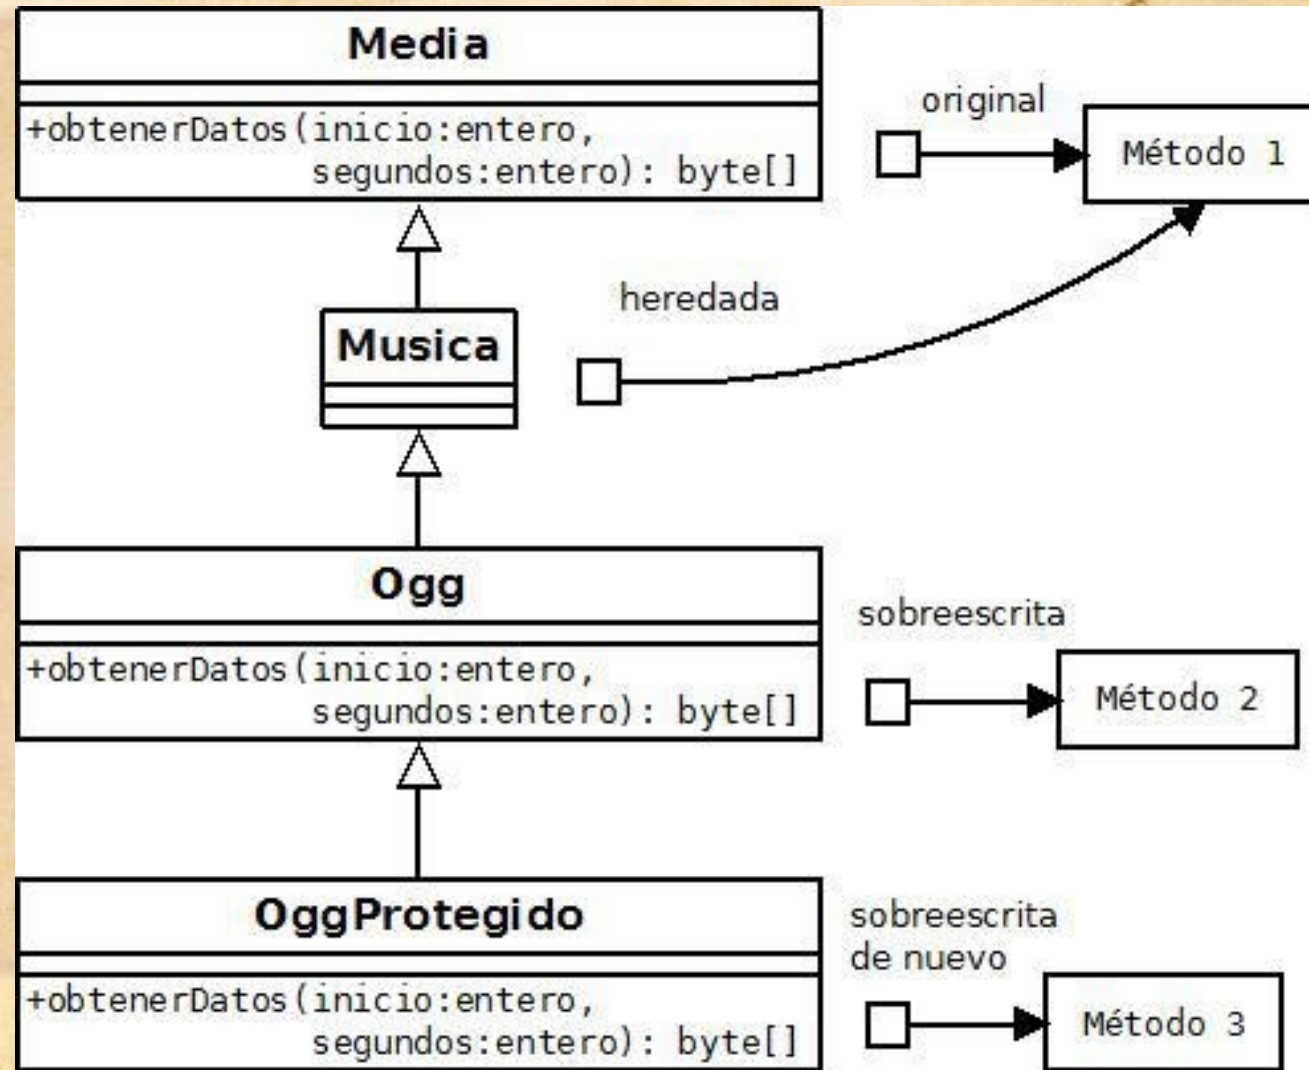 Media
+obtenerDatos(inicio:entero,
segundos:entero): byte[]
original
Método 1
heredada
Musica
Ogg
+obtenerDatos(inicio:entero,
segundos:entero): byte[]
sobreescrita
Método 2
OggProtegido
+obtenerDatos(inicio:entero,
segundos:entero): byte[]
sobreescrita
de nuevo
Método 3